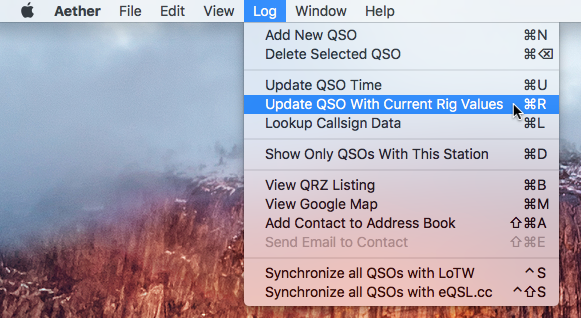 Aether File Edit View Log Window Help
Add New QSO ⌘N
Delete Selected QSO ⌘⌫
Update QSO Time ⌘U
Update QSO With Current Rig Values ⌘R
Lookup Callsign Data ⌘L
Show Only QSOs With This Station ⌘D
View QRZ Listing ⌘B
View Google Map ⌘M
Add Contact to Address Book ⇧⌘A
Send Email to Contact ⇧⌘E
Synchronize all QSOs with LoTW ^S
Synchronize all QSOs with eQSL.cc ^⇧S